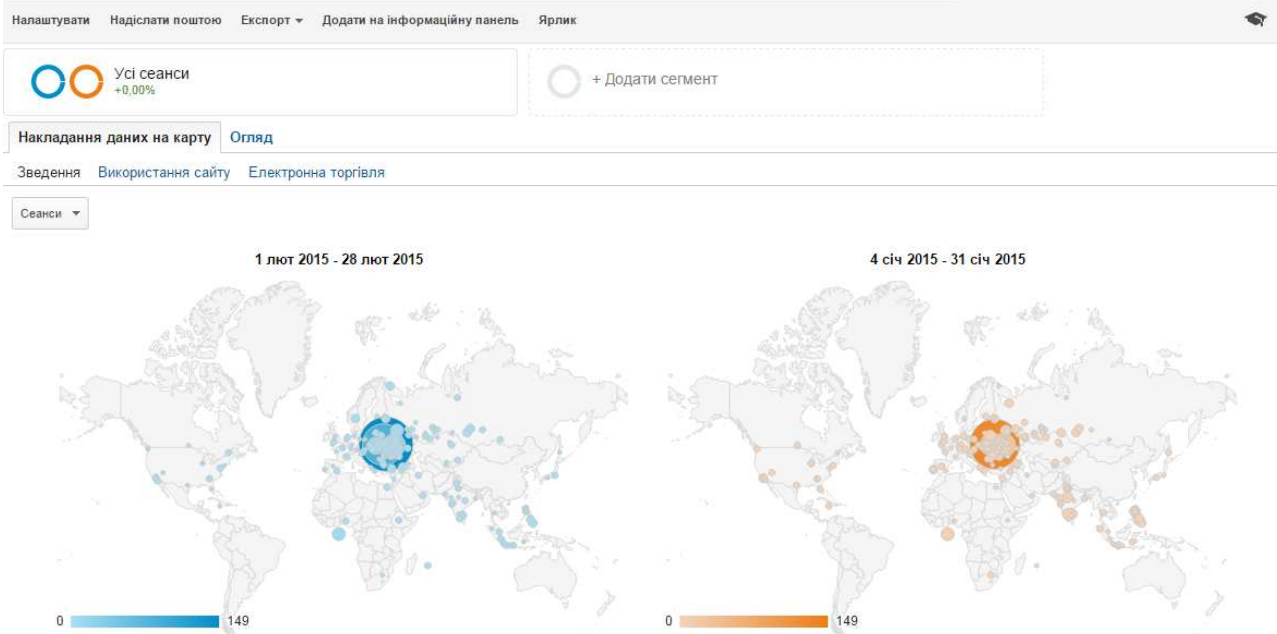 Налаштувати Надіслати поштою Експорт Додати на інформаційну панель Ярлик
Усі сеанси
+0,00%
+ Додати сегмент
Накладання даних на карту Огляд
Зведення Використання сайту Електронна торгівля
Сеанси
1 лют 2015 - 28 лют 2015
4 січ 2015 - 31 січ 2015
0 149
0 149